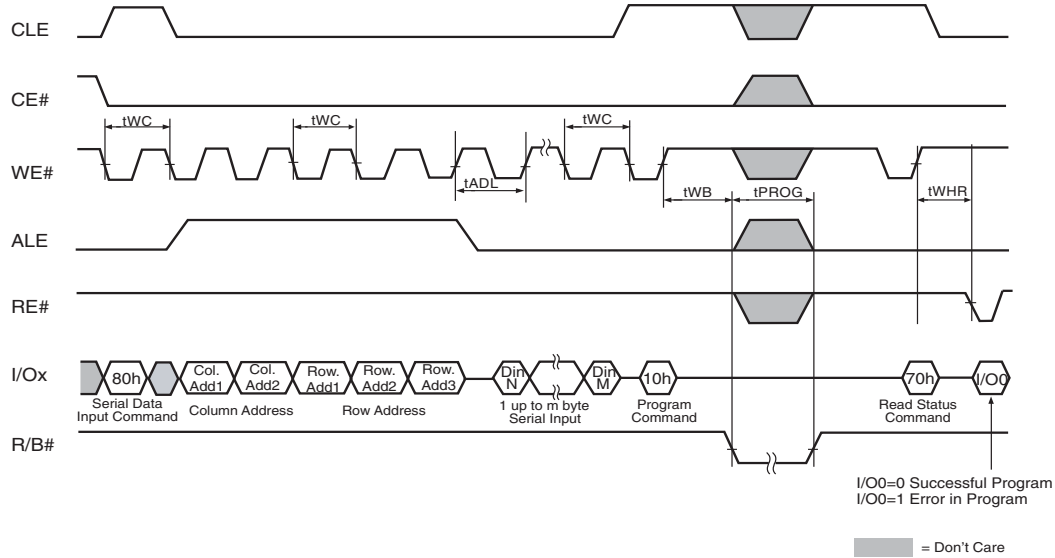 CLE
CE#
tWC
tWC
tWC
WE#
tADL
tWB
tPROG
tWHR
ALE
RE#
I/Ox
80h
Col.
Add1
Col.
Add2
Row.
Add1
Row.
Add2
Row.
Add3
Din
N
Din
M
10h
70h
I/O0
Serial Data
Input Command
Column Address
Row Address
1 up to m byte
Serial Input
Program
Command
Read Status
Command
R/B#
I/O0=0 Successful Program
I/O0=1 Error in Program
= Don't Care